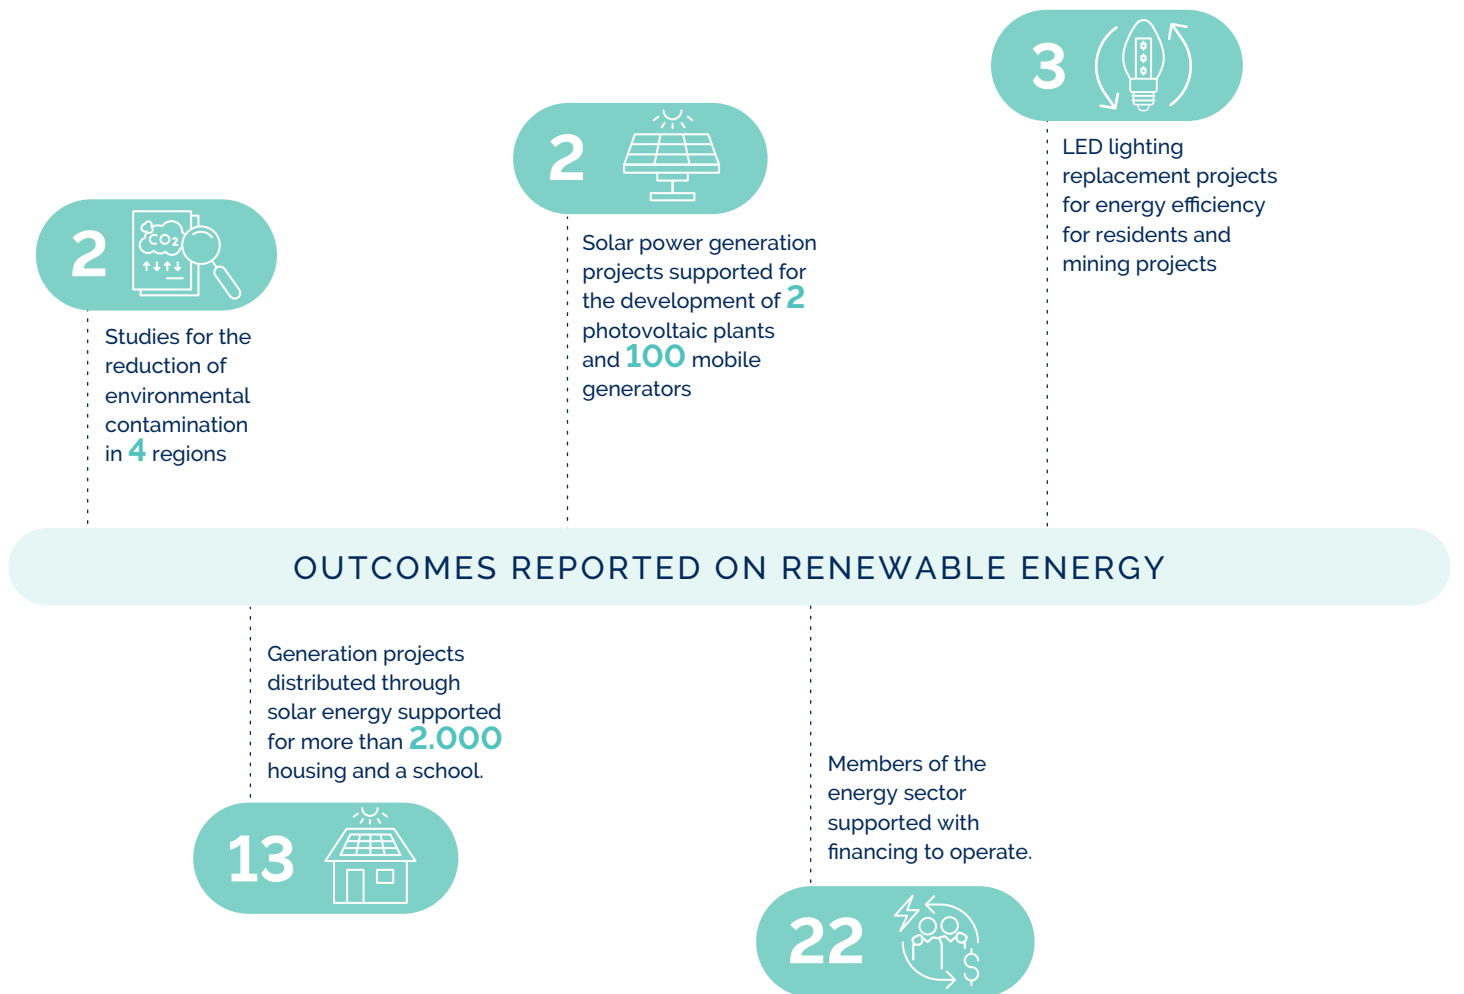 2
CO2
Studies for the
reduction of
environmental
contamination
in 4 regions
2
Solar power generation
projects supported for
the development of 2
photovoltaic plants
and 100 mobile
generators
3
LED lighting
replacement projects
for energy efficiency
for residents and
mining projects
OUTCOMES REPORTED ON RENEWABLE ENERGY
Generation projects
distributed through
solar energy supported
for more than 2.000
housing and a school.
13
Members of the
energy sector
supported with
financing to operate.
22
$